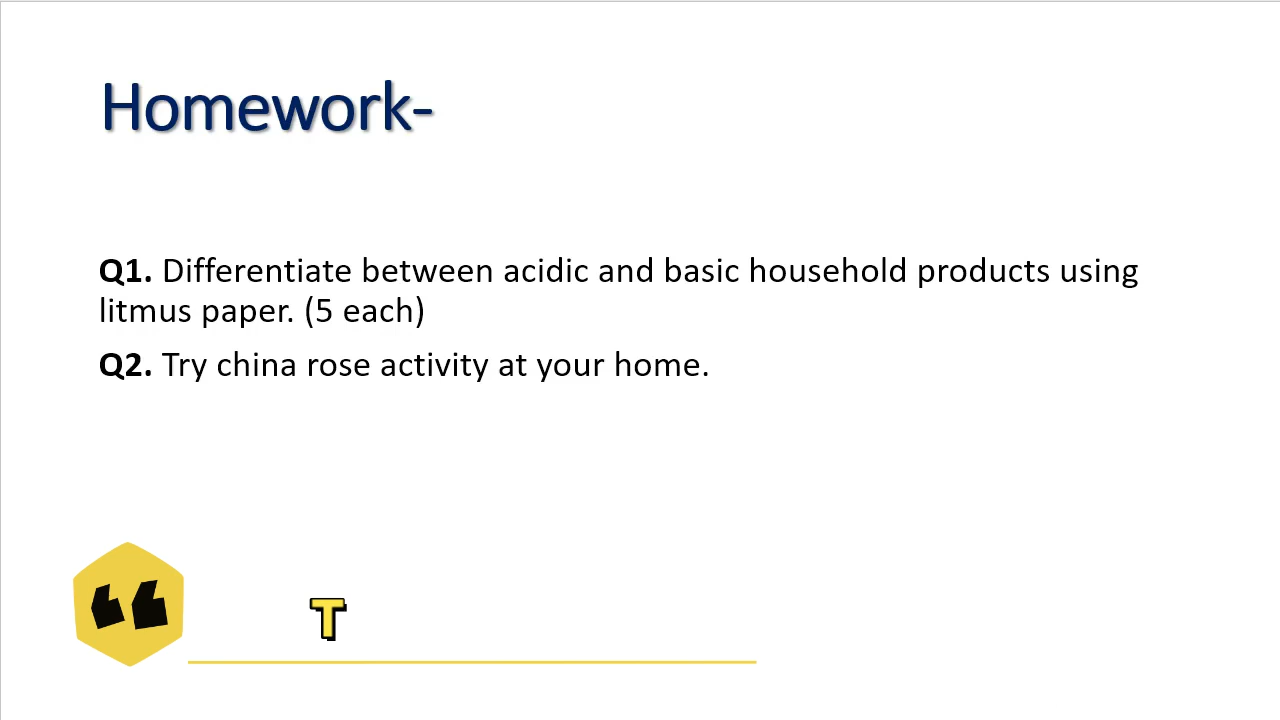 Homework-
Q1. Differentiate between acidic and basic household products using
litmus paper. (5 each)
Q2. Try china rose activity at your home.
T